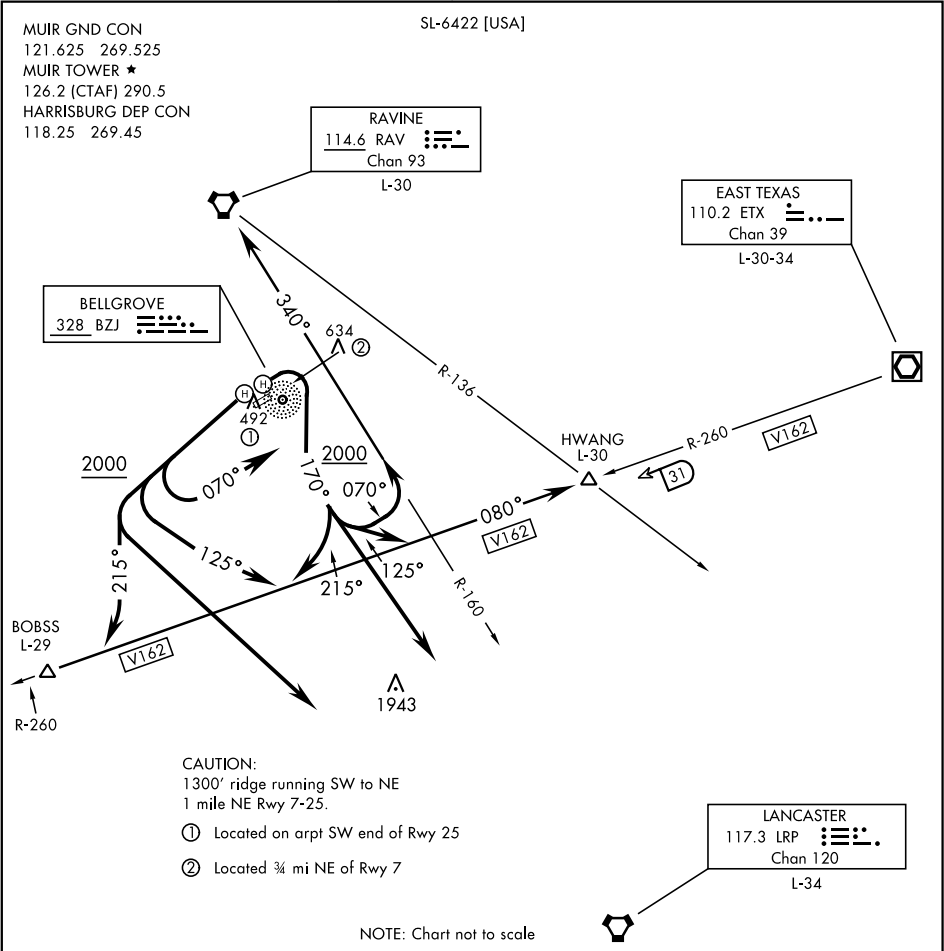 SL-6422 [USA]
MUIR GND CON
121.625 269.525
MUIR TOWER ★
126.2 (CTAF) 290.5
HARRISBURG DEP CON
118.25 269.45
RAVINE
114.6 RAV
Chan 93
L-30
EAST TEXAS
110.2 ETX
Chan 39
L-30-34
BELLGROVE
328 BZJ
340°
634
②
R-136
H
H
492
①
HWANG
L-30
R-260
V162
31
2000
070°
170°
2000
070°
080°
V162
125°
215°
125°
215°
R-160
BOBSS
L-29
V162
R-260
1943
CAUTION:
1300' ridge running SW to NE
1 mile NE Rwy 7-25.
① Located on arpt SW end of Rwy 25
② Located ¾ mi NE of Rwy 7
LANCASTER
117.3 LRP
Chan 120
L-34
NOTE: Chart not to scale